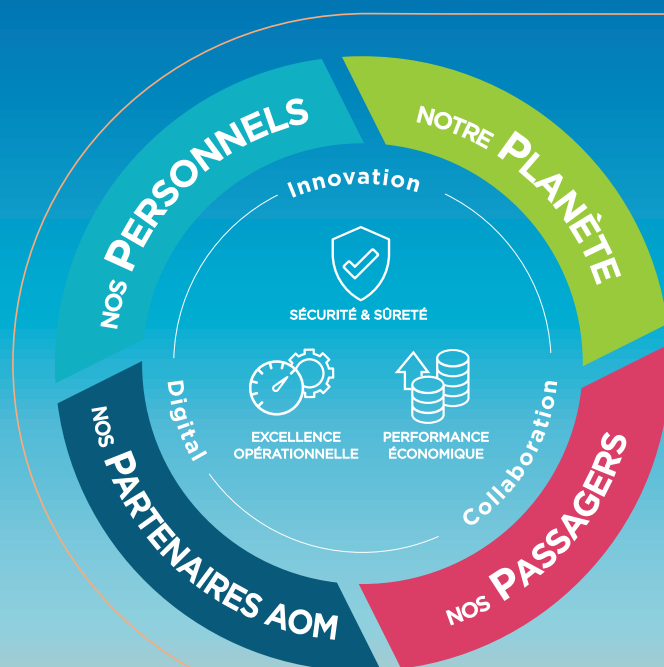 NOS PERSONNELS
NOTRE PLANÈTE
Innovation
SÉCURITÉ & SÛRETÉ
Digital
EXCELLENCE
OPÉRATIONNELLE
PERFORMANCE
ÉCONOMIQUE
Collaboration
NOS PARTENAIRES AOM
NOS PASSAGERS